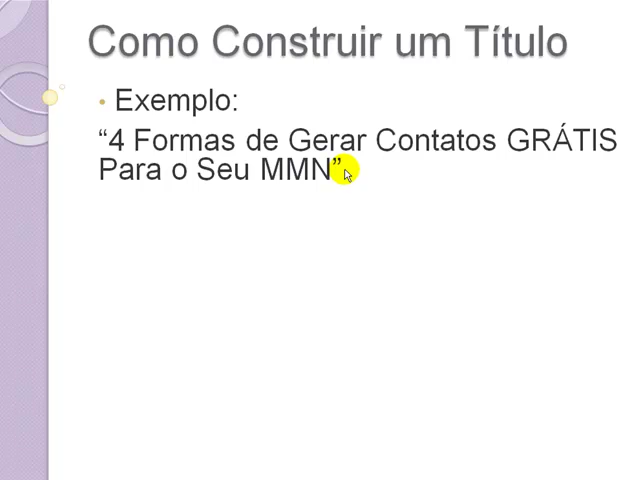 Como Construir um Título
• Exemplo:
“4 Formas de Gerar Contatos GRÁTIS
Para o Seu MMN”